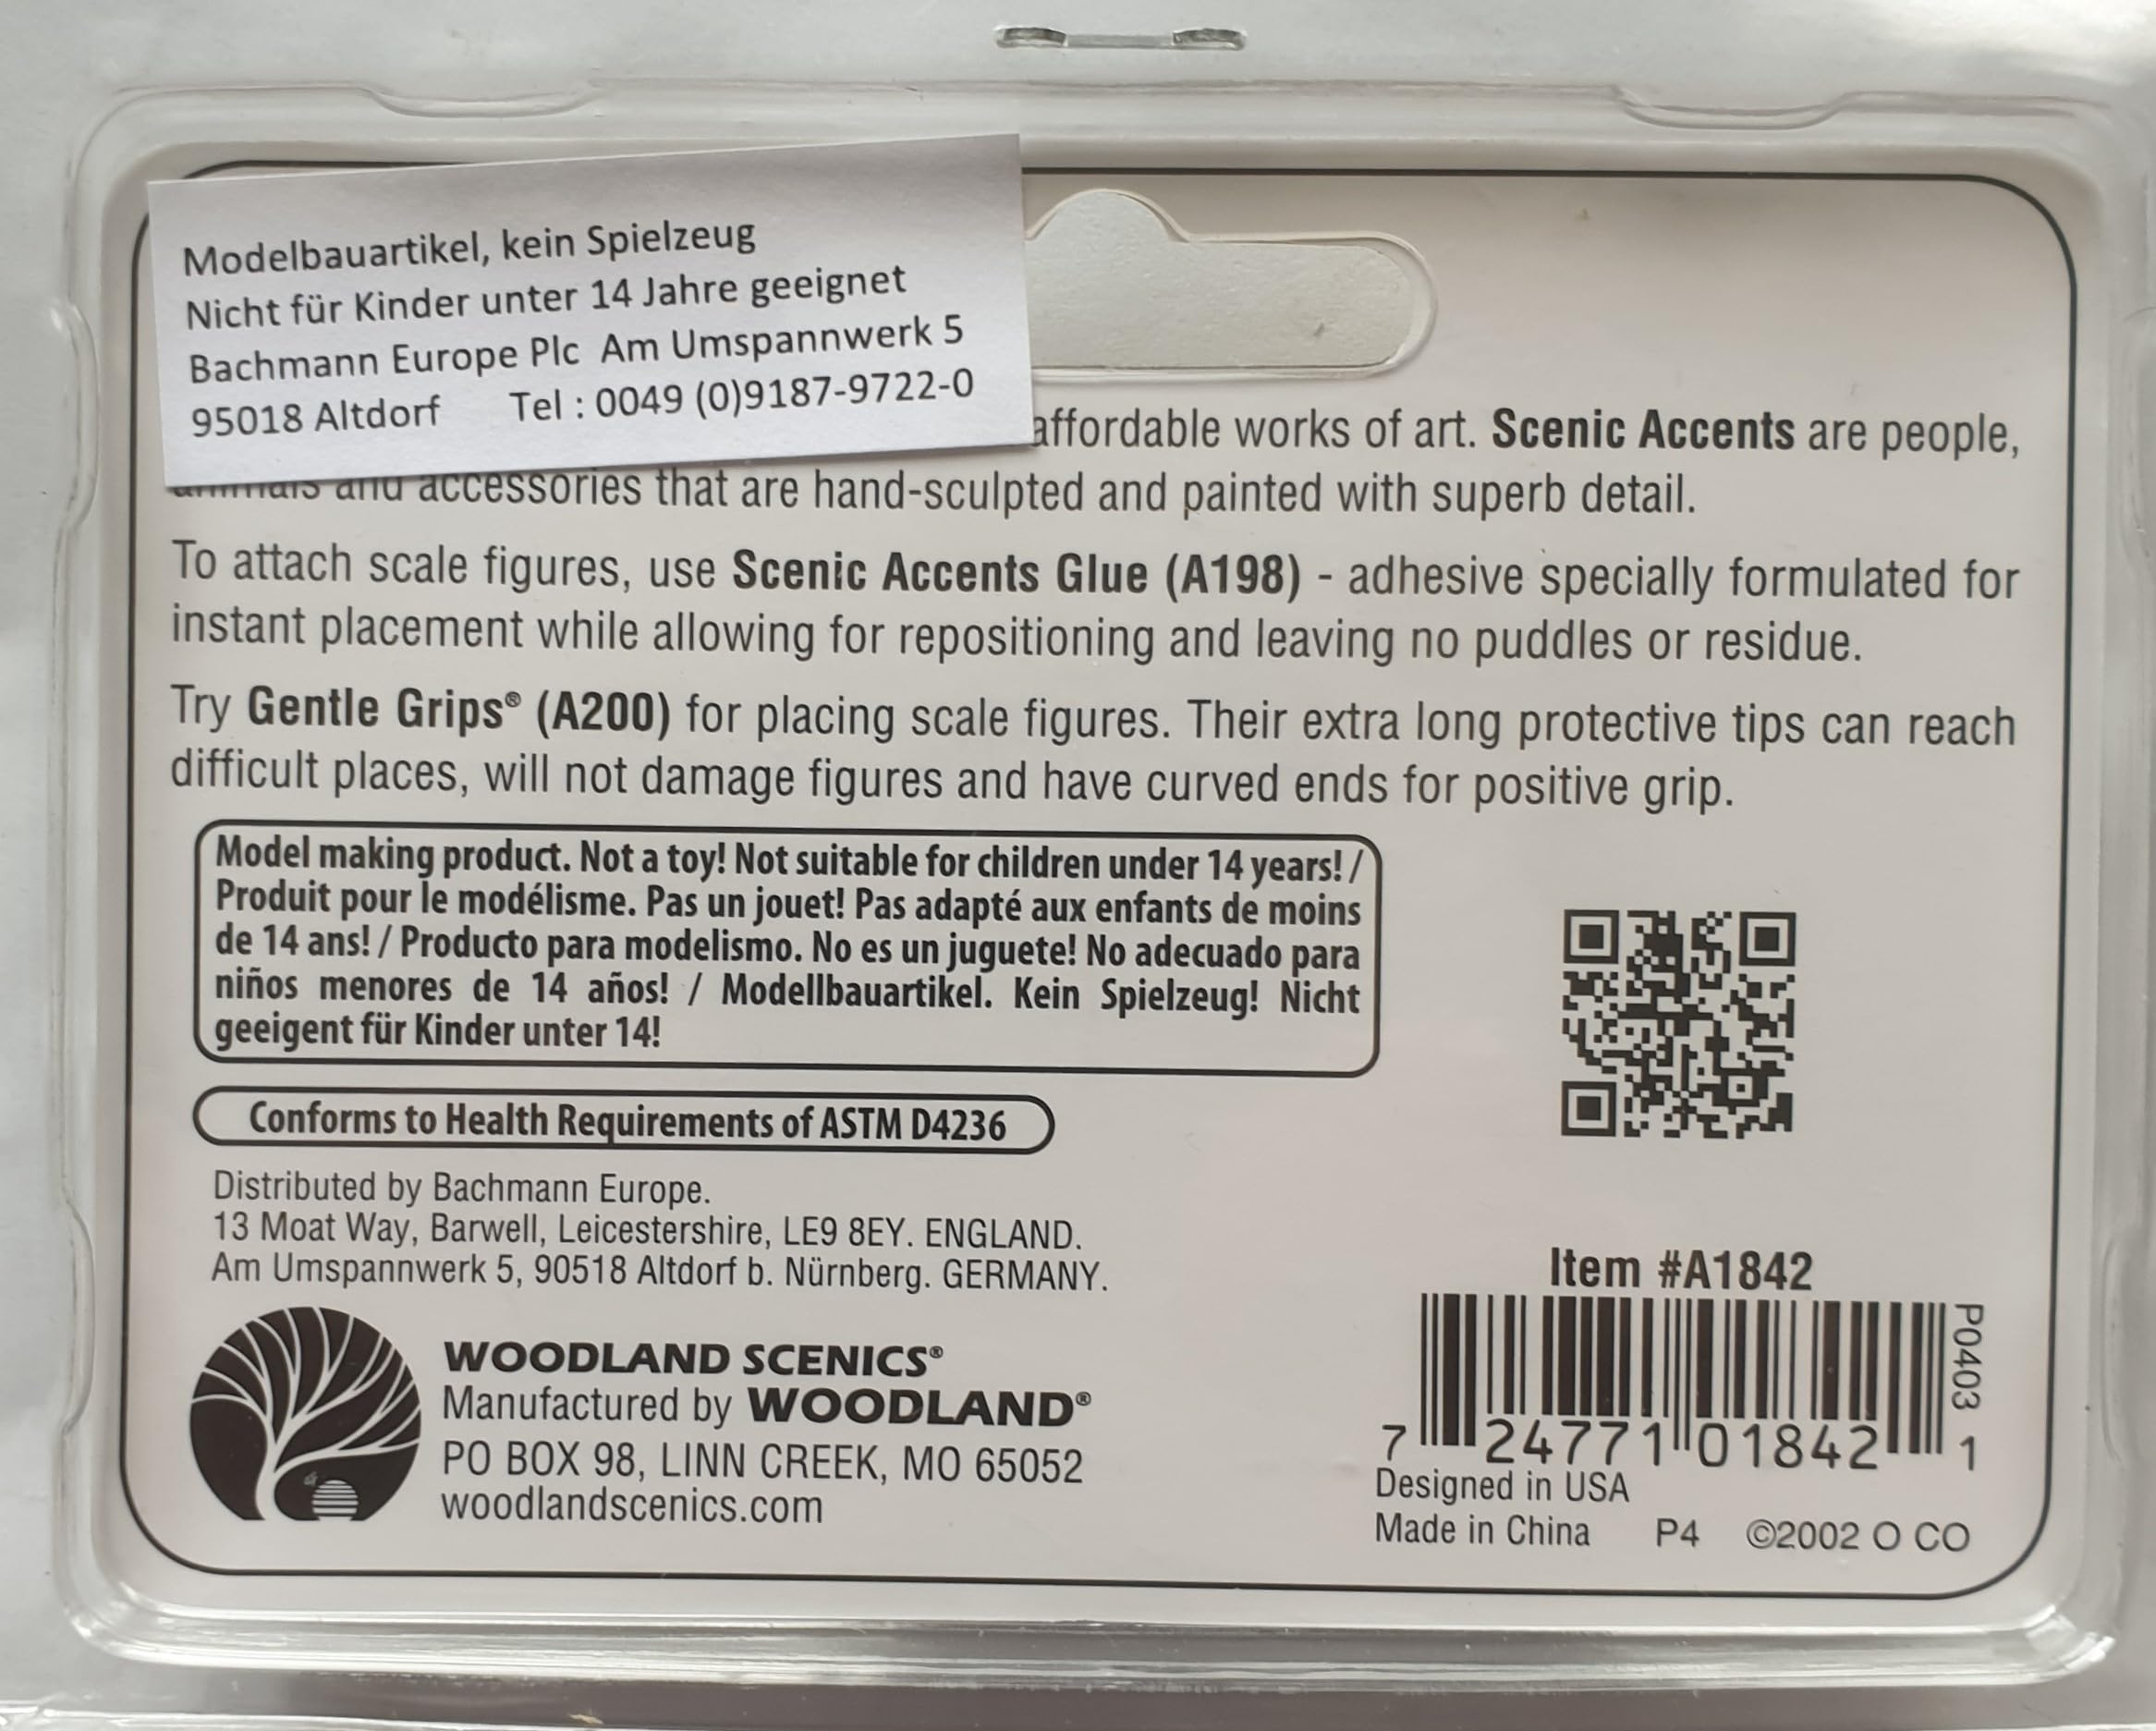 Modelbauartikel, kein Spielzeug
Nicht für Kinder unter 14 Jahre geeignet
Bachmann Europe Plc Am Umspannwerk 5
95018 Altdorf Tel : 0049 (0)9187-9722-0
affordable works of art. Scenic Accents are people,
animals and accessories that are hand-sculpted and painted with superb detail.
To attach scale figures, use Scenic Accents Glue (A198) - adhesive specially formulated for
instant placement while allowing for repositioning and leaving no puddles or residue.
Try Gentle Grips® (A200) for placing scale figures. Their extra long protective tips can reach
difficult places, will not damage figures and have curved ends for positive grip.
Model making product. Not a toy! Not suitable for children under 14 years! /
Produit pour le modélisme. Pas un jouet! Pas adapté aux enfants de moins
de 14 ans! / Producto para modelismo. No es un juguete! No adecuado para
niños menores de 14 años! / Modellbauartikel. Kein Spielzeug! Nicht
geeigent für Kinder unter 14!
Conforms to Health Requirements of ASTM D4236
Distributed by Bachmann Europe.
13 Moat Way, Barwell, Leicestershire, LE9 8EY. ENGLAND.
Am Umspannwerk 5, 90518 Altdorf b. Nürnberg. GERMANY.
WOODLAND SCENICS®
Manufactured by WOODLAND®
PO BOX 98, LINN CREEK, MO 65052
woodlandscenics.com
Item #A1842
P0403
7 24771 01842 1
Designed in USA
Made in China P4 ©2002 O CO